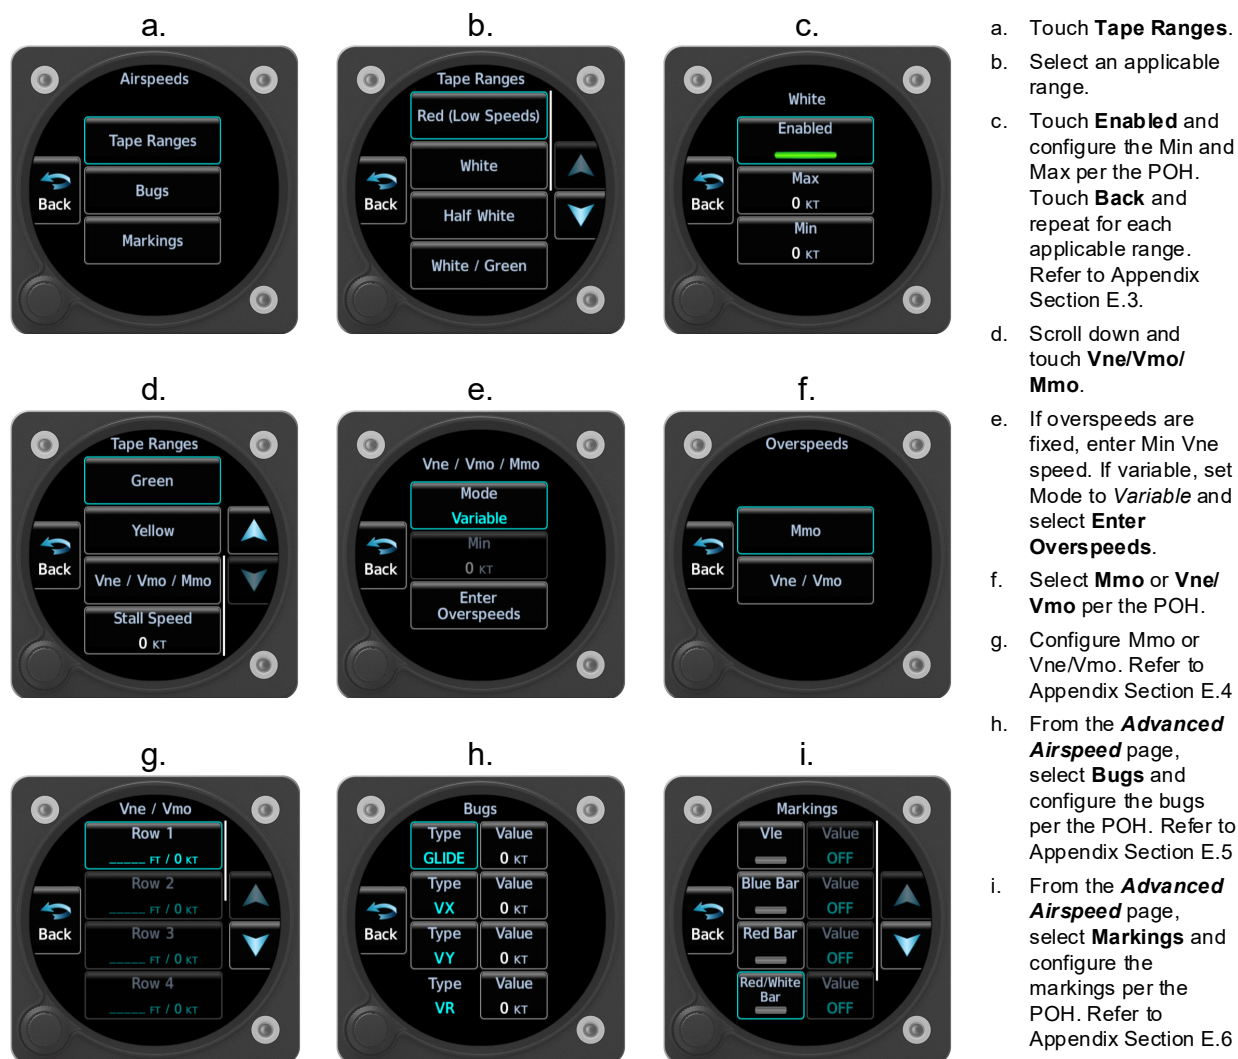 a.
Airspeeds
Tape Ranges
Bugs
Markings
Back
b.
Tape Ranges
Red (Low Speeds)
White
Half White
White / Green
Back
c.
White
Enabled
Max
0 KT
Min
0 KT
Back
d.
Tape Ranges
Green
Yellow
Vne / Vmo / Mmo
Stall Speed
0 KT
Back
e.
Vne / Vmo / Mmo
Mode
Variable
Min
0 KT
Enter
Overspeeds
Back
f.
Overspeeds
Mmo
Vne / Vmo
Back
g.
Vne / Vmo
Row 1
_____ FT / 0 KT
Row 2
_____ FT / 0 KT
Row 3
_____ FT / 0 KT
Row 4
_____ FT / 0 KT
Back
h.
Bugs
Type Value
GLIDE 0 KT
Type Value
VX 0 KT
Type Value
VY 0 KT
Type Value
VR 0 KT
Back
i.
Markings
Vle Value
OFF
Blue Bar Value
OFF
Red Bar Value
OFF
Red/White Value
Bar OFF
Back
a. Touch Tape Ranges.
b. Select an applicable
range.
c. Touch Enabled and
configure the Min and
Max per the POH.
Touch Back and
repeat for each
applicable range.
Refer to Appendix
Section E.3.
d. Scroll down and
touch Vne/Vmo/
Mmo.
e. If overspeeds are
fixed, enter Min Vne
speed. If variable, set
Mode to Variable and
select Enter
Overspeeds.
f. Select Mmo or Vne/
Vmo per the POH.
g. Configure Mmo or
Vne/Vmo. Refer to
Appendix Section E.4
h. From the Advanced
Airspeed page,
select Bugs and
configure the bugs
per the POH. Refer to
Appendix Section E.5
i. From the Advanced
Airspeed page,
select Markings and
configure the
markings per the
POH. Refer to
Appendix Section E.6